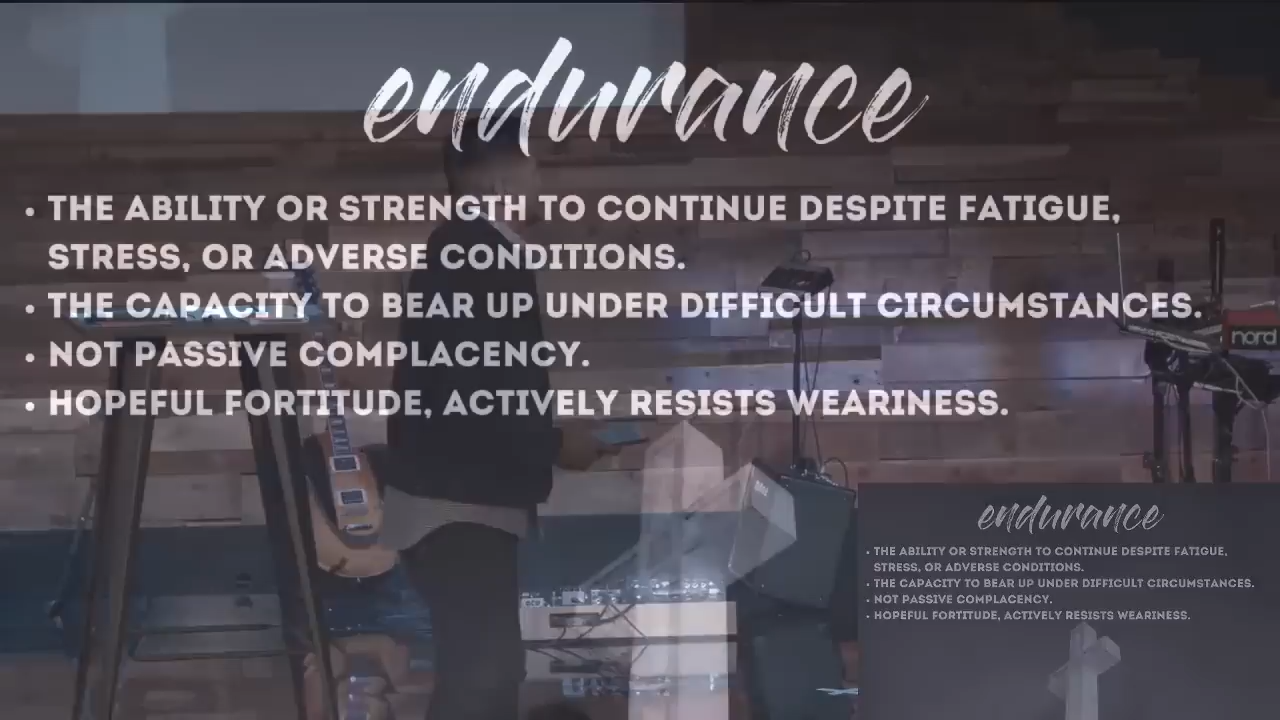 endurance
• THE ABILITY OR STRENGTH TO CONTINUE DESPITE FATIGUE,
STRESS, OR ADVERSE CONDITIONS.
• THE CAPACITY TO BEAR UP UNDER DIFFICULT CIRCUMSTANCES.
• NOT PASSIVE COMPLACENCY.
• HOPEFUL FORTITUDE, ACTIVELY RESISTS WEARINESS.
nord
endurance
• THE ABILITY OR STRENGTH TO CONTINUE DESPITE FATIGUE,
STRESS, OR ADVERSE CONDITIONS.
• THE CAPACITY TO BEAR UP UNDER DIFFICULT CIRCUMSTANCES.
• NOT PASSIVE COMPLACENCY.
• HOPEFUL FORTITUDE, ACTIVELY RESISTS WEARINESS.